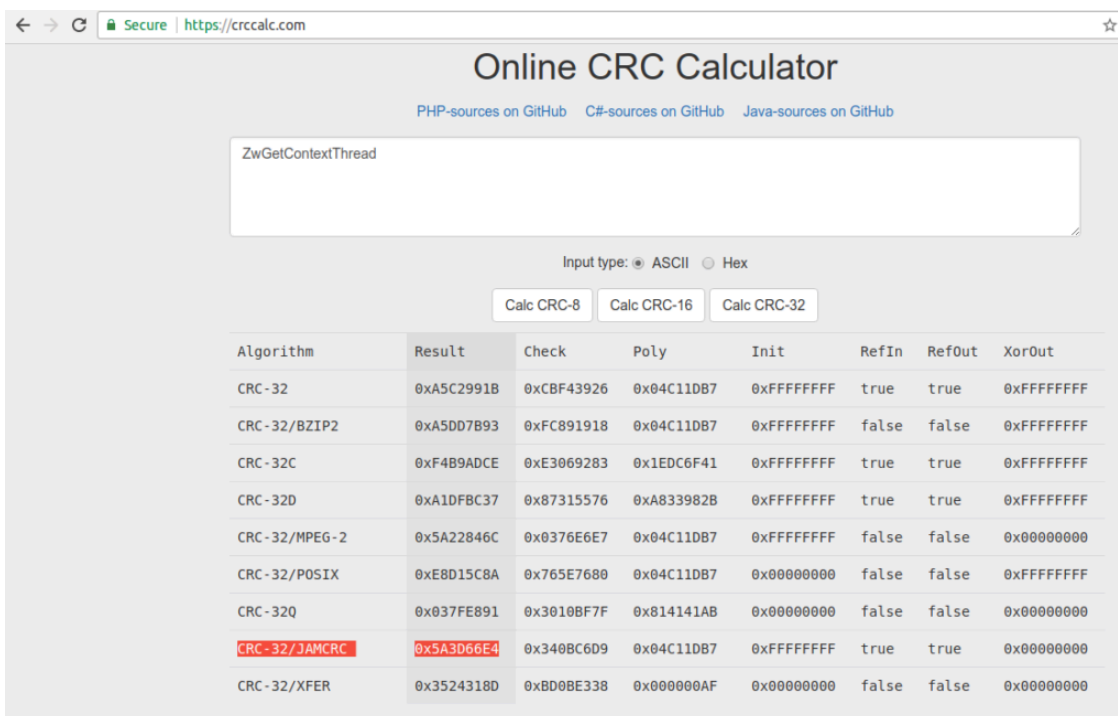 Secure | https://crccalc.com
Online CRC Calculator
PHP-sources on GitHub C#-sources on GitHub Java-sources on GitHub
ZwGetContextThread
Input type: ASCII Hex
Calc CRC-8 Calc CRC-16 Calc CRC-32
Algorithm Result Check Poly Init RefIn RefOut XorOut
CRC-32 0xA5C2991B 0xCBF43926 0x04C11DB7 0xFFFFFFFF true true 0xFFFFFFFF
CRC-32/BZIP2 0xA5DD7B93 0xFC891918 0x04C11DB7 0xFFFFFFFF false false 0xFFFFFFFF
CRC-32C 0xF4B9ADCE 0xE3069283 0x1EDC6F41 0xFFFFFFFF true true 0xFFFFFFFF
CRC-32D 0xA1DFBC37 0x87315576 0xA833982B 0xFFFFFFFF true true 0xFFFFFFFF
CRC-32/MPEG-2 0x5A22846C 0x0376E6E7 0x04C11DB7 0xFFFFFFFF false false 0x00000000
CRC-32/POSIX 0xE8D15C8A 0x765E7680 0x04C11DB7 0x00000000 false false 0xFFFFFFFF
CRC-32Q 0x037FE891 0x3010BF7F 0x814141AB 0x00000000 false false 0x00000000
CRC-32/JAMCRC 0x5A3D66E4 0x340BC6D9 0x04C11DB7 0xFFFFFFFF true true 0x00000000
CRC-32/XFER 0x3524318D 0xBD0BE338 0x000000AF 0x00000000 false false 0x00000000